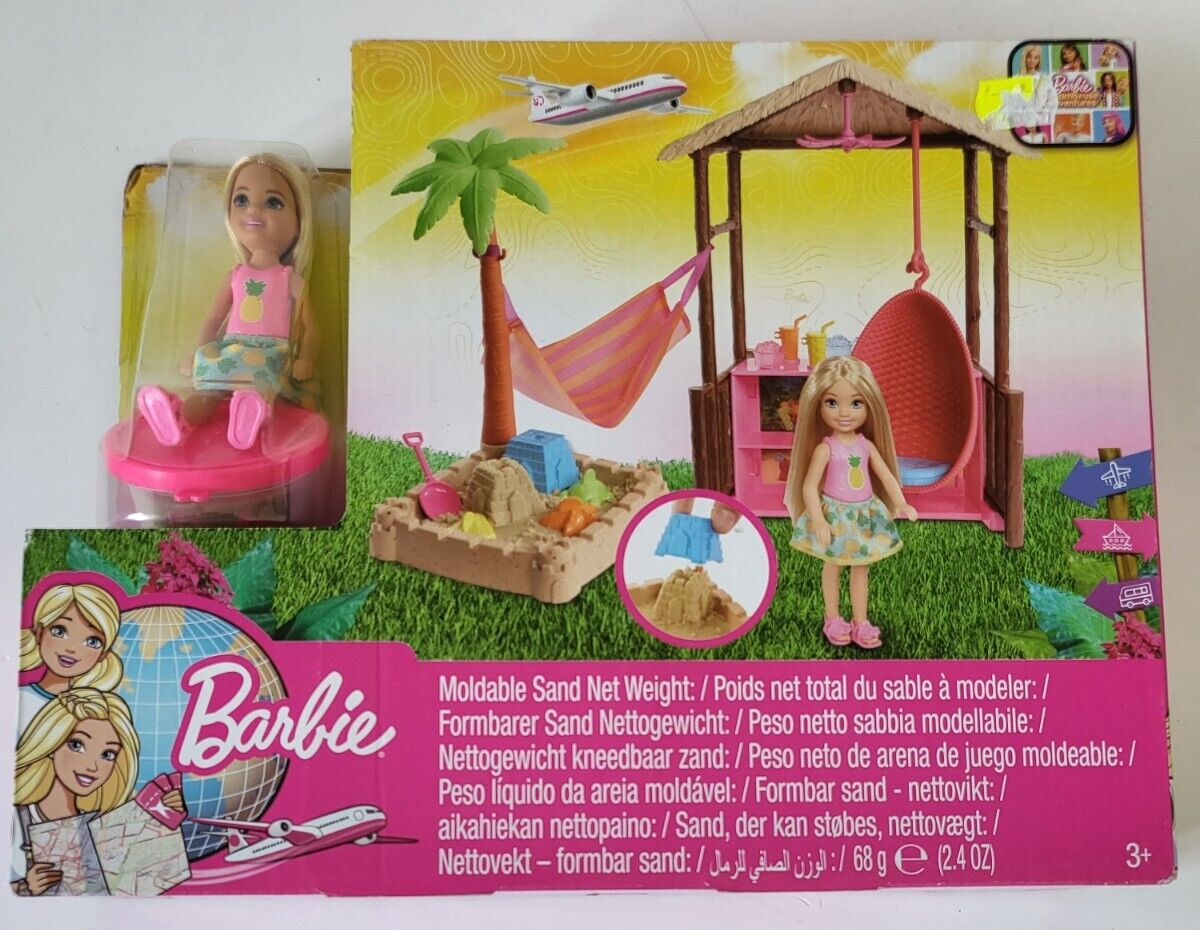 Barbie
Barbie
Moldable Sand Net Weight: / Poids net total du sable à modeler: /
Formbarer Sand Nettogewicht: / Peso netto sabbia modellabile: /
Nettogewicht kneedbaar zand: / Peso neto de arena de juego moldeable: /
Peso líquido da areia moldável: / Formbar sand - nettovikt: /
aikahiekan nettopaino: / Sand, der kan støbes, nettovægt: /
Nettovekt – formbar sand: / الوزن الصافي للرمال: / 68 g ℮ (2.4 OZ)
3+